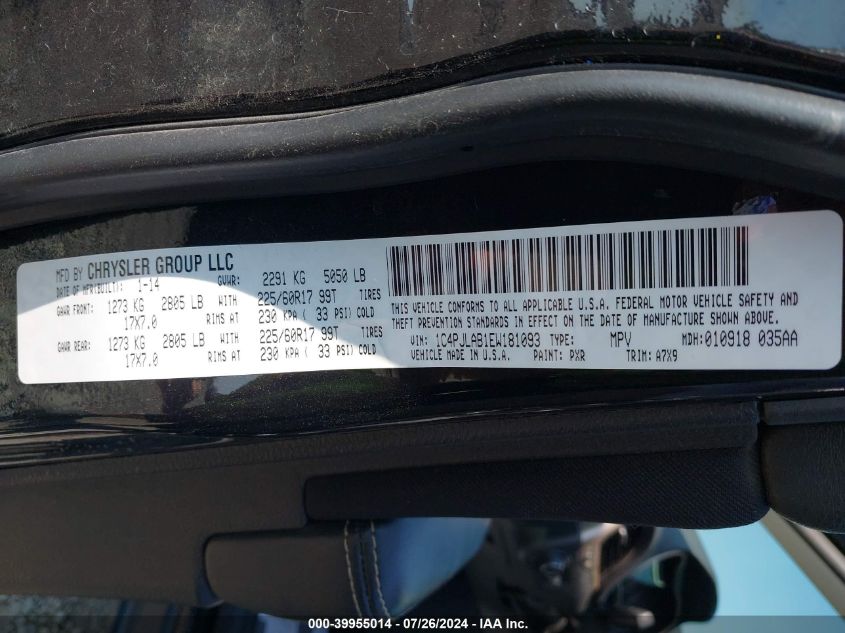 MFD BY CHRYSLER GROUP LLC
DATE OF MFR(BUILT): 1-14 GVWR: 2291 KG 5050 LB
GAWR FRONT: 1273 KG 2805 LB WITH 225/60R17 99T TIRES
17X7.0 RIMS AT 230 KPA ( 33 PSI) COLD
GAWR REAR: 1273 KG 2805 LB WITH 225/60R17 99T TIRES
17X7.0 RIMS AT 230 KPA ( 33 PSI) COLD
THIS VEHICLE CONFORMS TO ALL APPLICABLE U.S.A. FEDERAL MOTOR VEHICLE SAFETY AND
THEFT PREVENTION STANDARDS IN EFFECT ON THE DATE OF MANUFACTURE SHOWN ABOVE.
VIN: 1C4PJLAB1EW181093 TYPE: MPV MDH:010918 035AA
VEHICLE MADE IN U.S.A. PAINT: PXR TRIM: A7X9
000-39955014 - 07/26/2024 - IAA Inc.